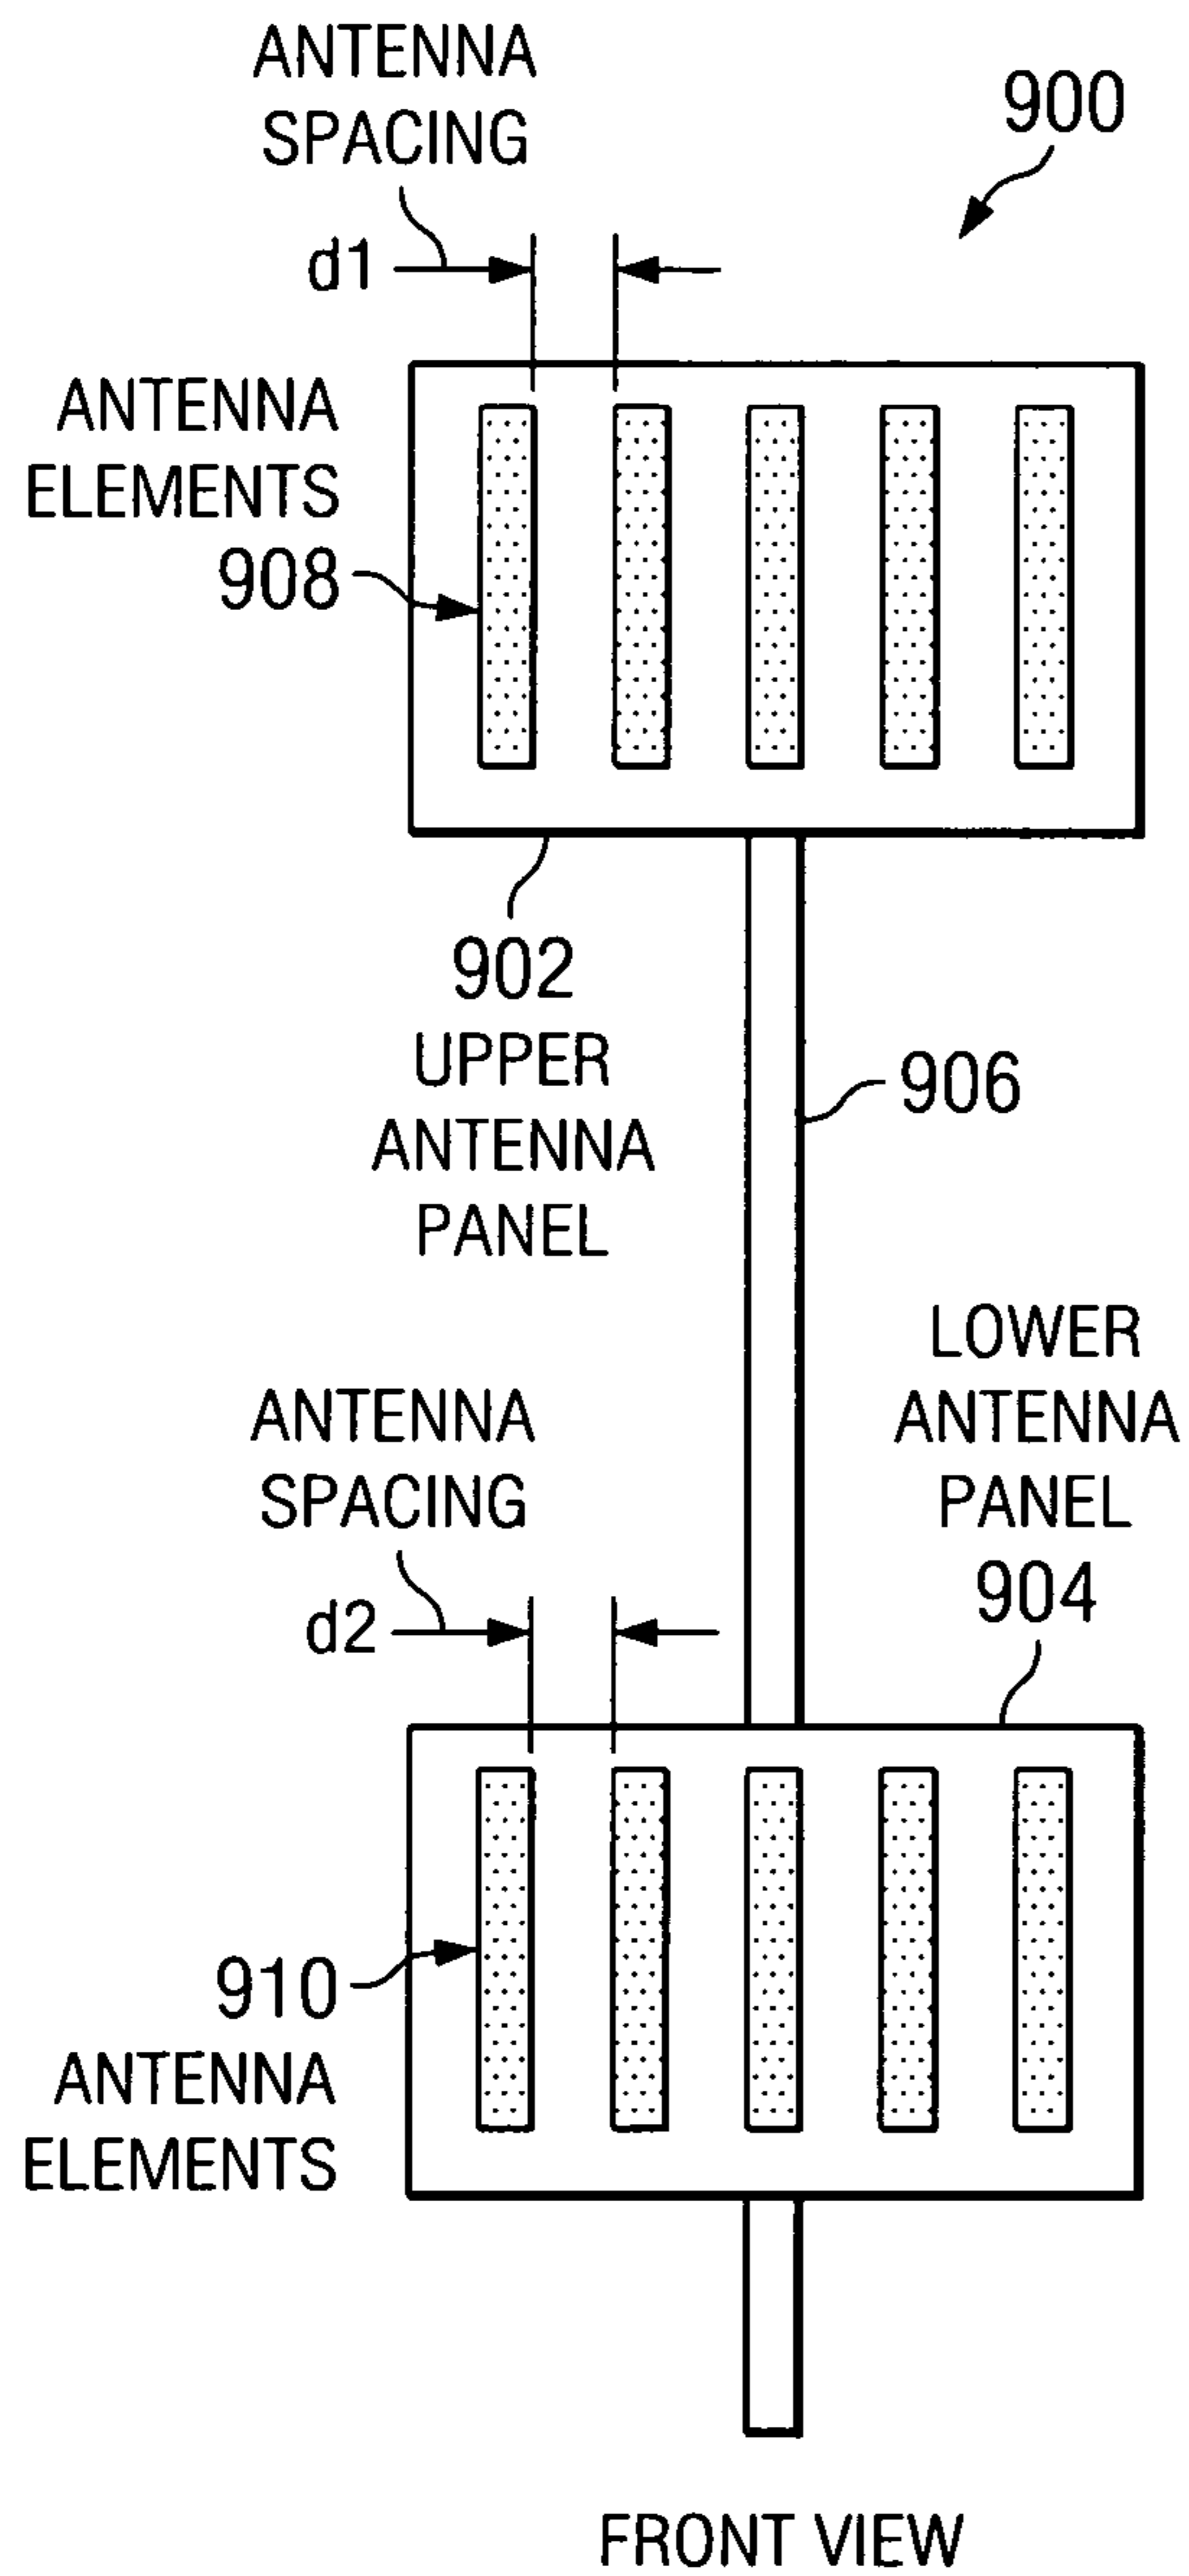 ANTENNA
SPACING
900
d1
ANTENNA
ELEMENTS
908
902
UPPER
ANTENNA
PANEL
906
LOWER
ANTENNA
PANEL
904
ANTENNA
SPACING
d2
910
ANTENNA
ELEMENTS
FRONT VIEW